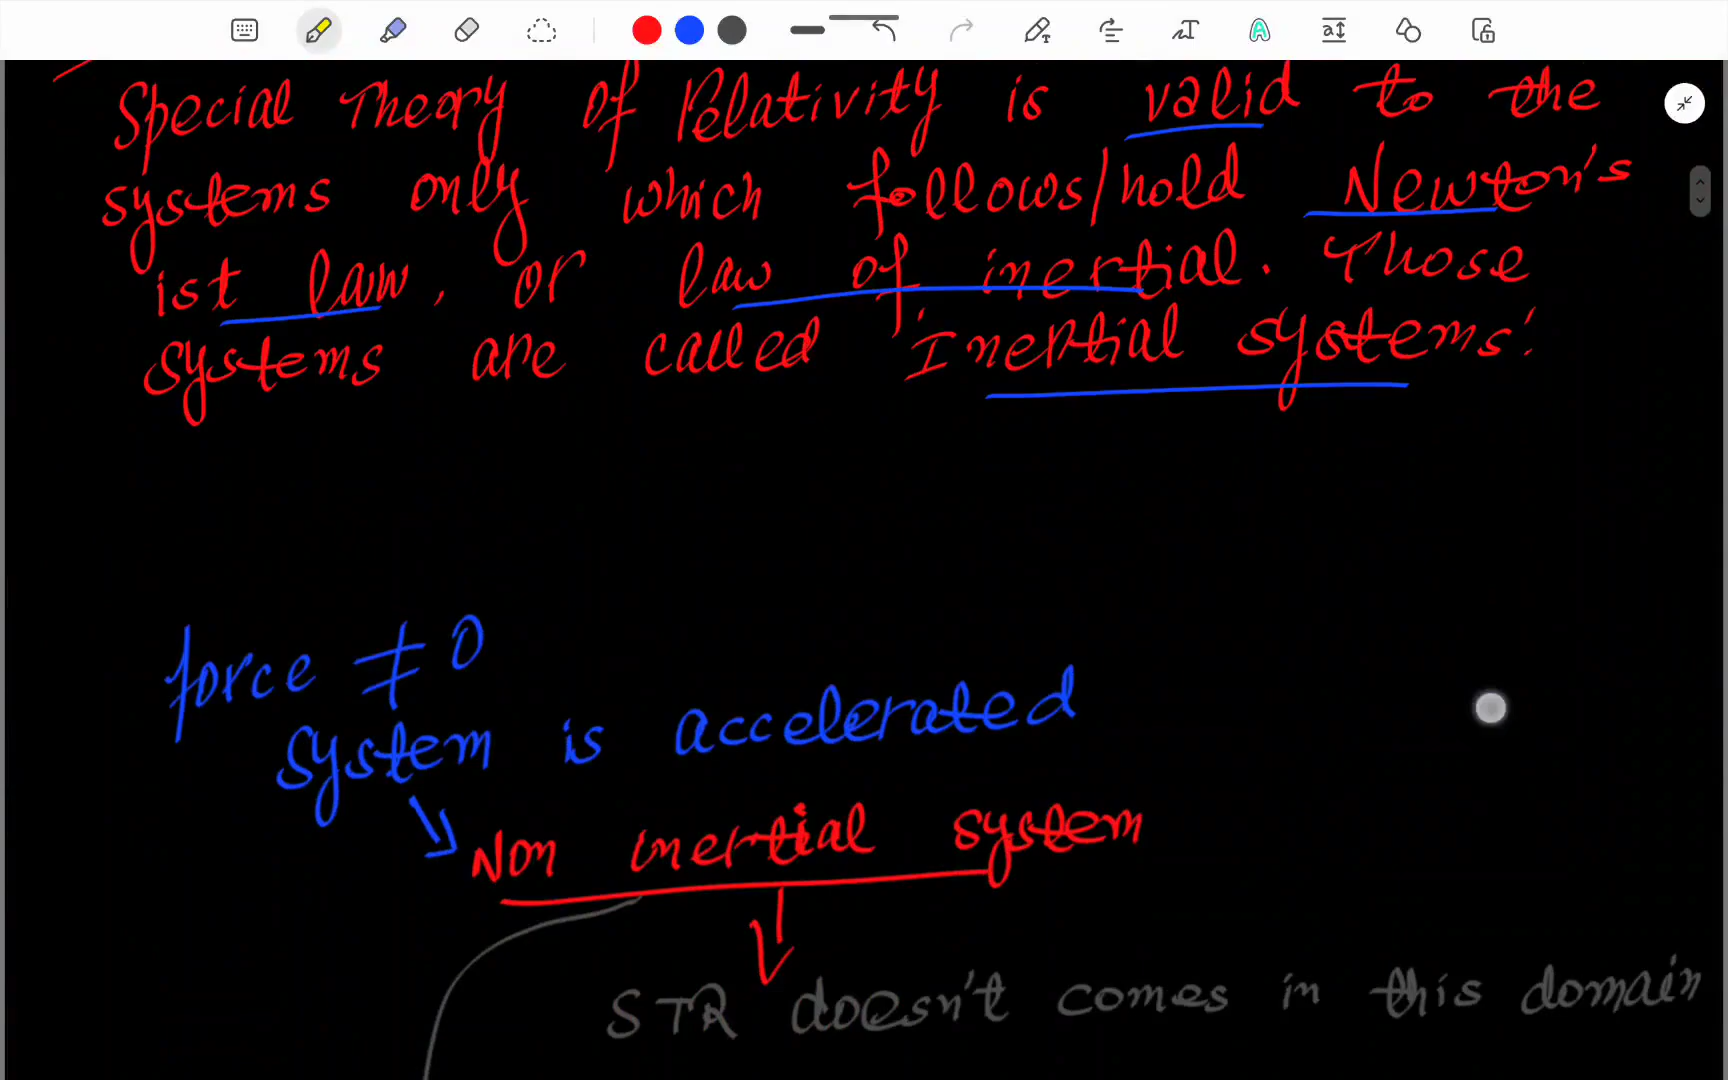 Special Theory of Relativity is valid to the
systems only which follows/hold Newton's
ist law, or law of inertial. Those
systems are called 'Inertial systems'.
force ≠ 0
system is accelerated
Non inertial system
STR doesn't comes in this domain